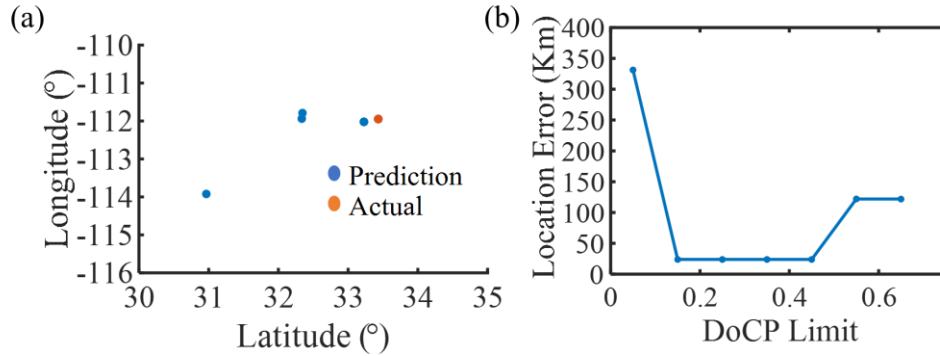 (a)
-110
-111
-112
-113
-114
-115
-116
Longitude (°)
30 31 32 33 34 35
Latitude (°)
Prediction
Actual
(b)
400
350
300
250
200
150
100
50
0
Location Error (Km)
0 0.2 0.4 0.6
DoCP Limit